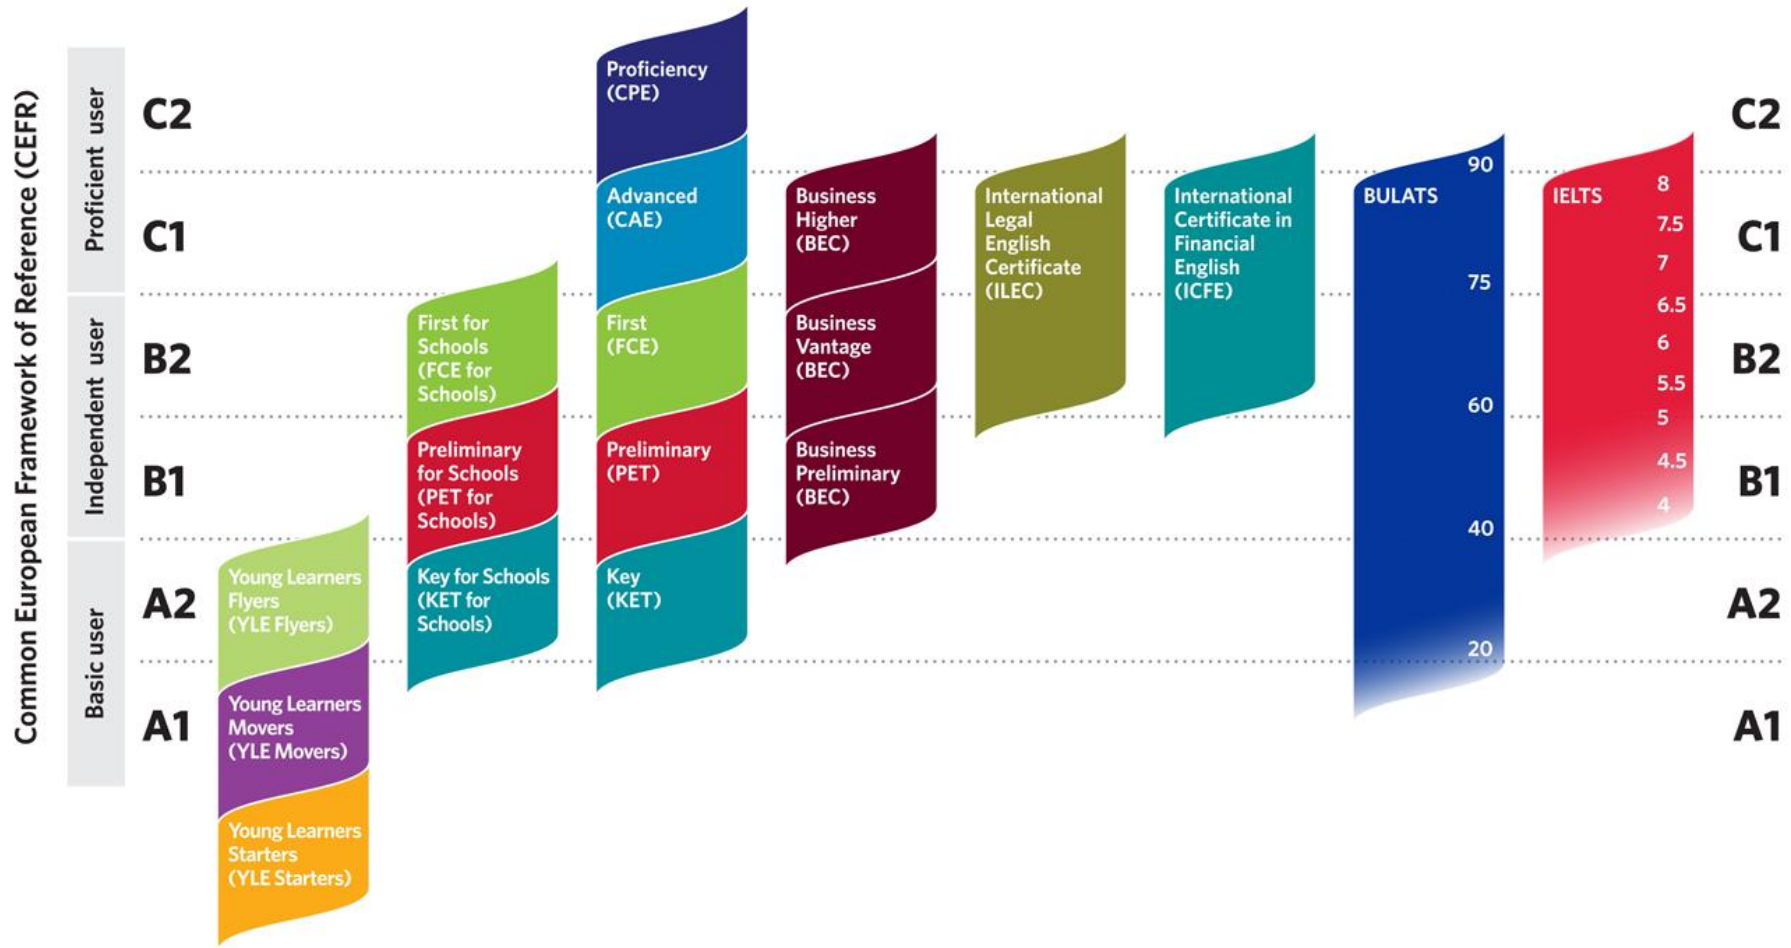 Common European Framework of Reference (CEFR)
Proficient user
Independent user
Basic user
C2
C1
B2
B1
A2
A1
Young Learners
Flyers
(YLE Flyers)
Young Learners
Movers
(YLE Movers)
Young Learners
Starters
(YLE Starters)
First for
Schools
(FCE for
Schools)
Preliminary
for Schools
(PET for
Schools)
Key for Schools
(KET for
Schools)
Proficiency
(CPE)
Advanced
(CAE)
First
(FCE)
Preliminary
(PET)
Key
(KET)
Business
Higher
(BEC)
Business
Vantage
(BEC)
Business
Preliminary
(BEC)
International
Legal
English
Certificate
(ILEC)
International
Certificate in
Financial
English
(ICFE)
BULATS
90
75
60
40
20
IELTS
8
7.5
7
6.5
6
5.5
5
4.5
4
C2
C1
B2
B1
A2
A1